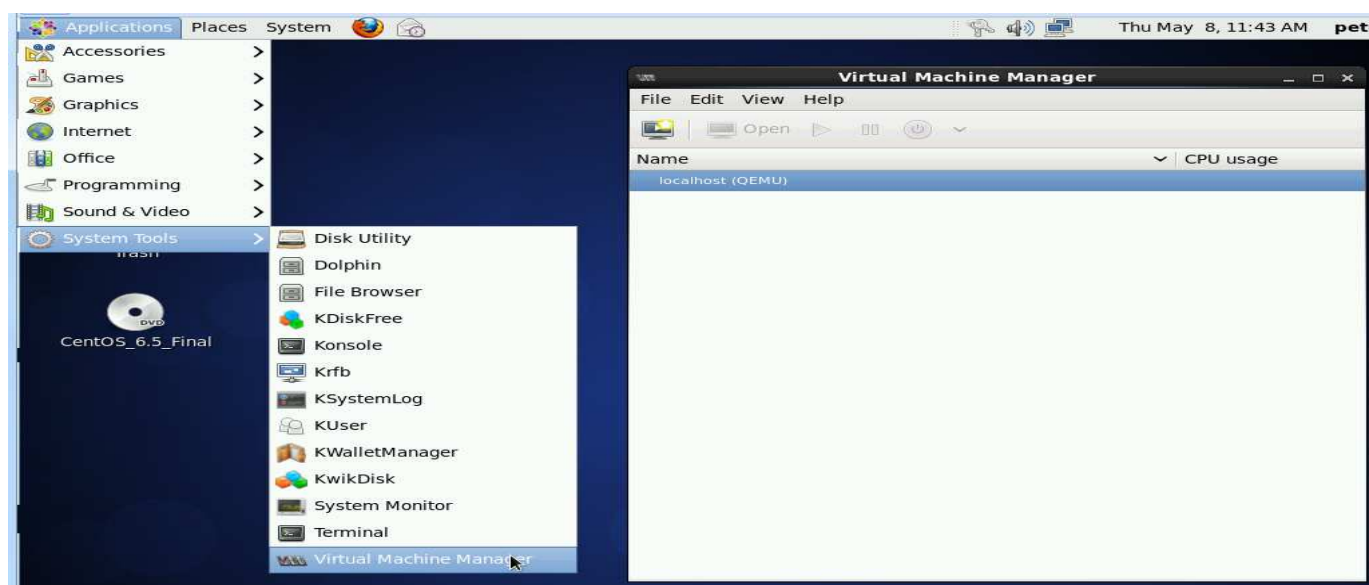 Applications Places System Thu May 8, 11:43 AM pet
Accessories
Games
Graphics
Internet
Office
Programming
Sound & Video
System Tools
CentOS_6.5_Final
DVD
Disk Utility
Dolphin
File Browser
KDiskFree
Konsole
Krfb
KSystemLog
KUser
KWalletManager
KwikDisk
System Monitor
Terminal
Virtual Machine Manager
Virtual Machine Manager
File Edit View Help
Open
Name CPU usage
localhost (QEMU)